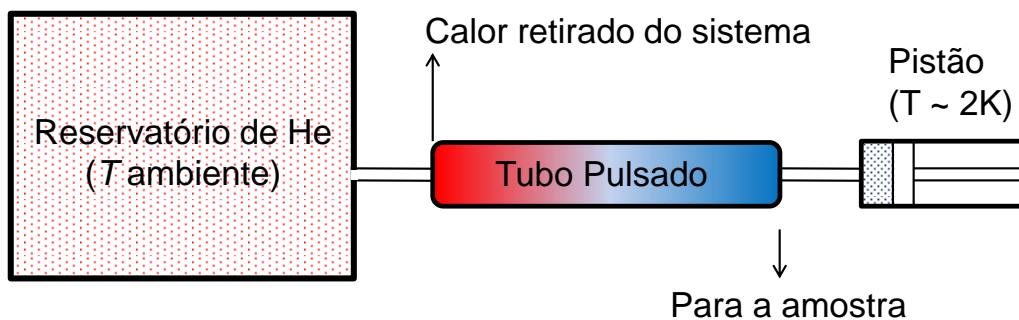 Calor retirado do sistema
Pistão
(T ~ 2K)
Reservatório de He
(T ambiente)
Tubo Pulsado
Para a amostra